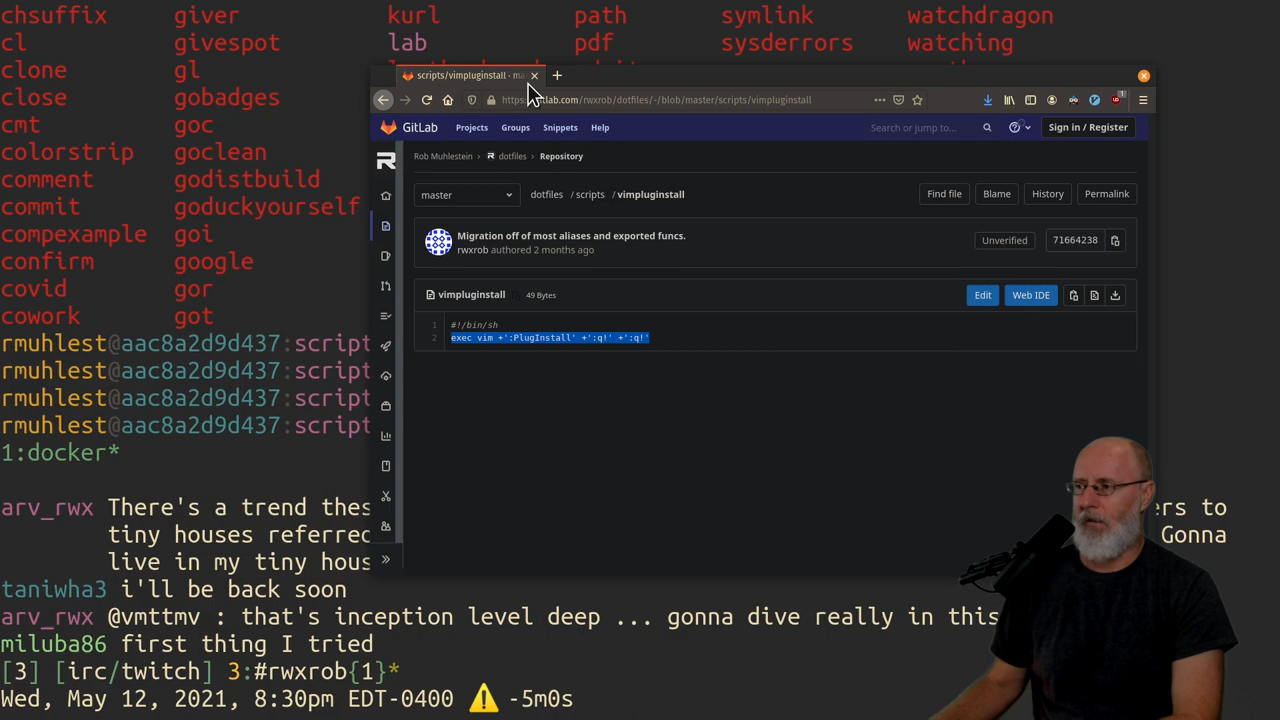 chsuffix giver kurl path symlink watchdragon
cl givespot lab pdf sysderrors watching
clone gl
close gobadges
cmt goc
colorstrip goclean
comment godistbuild
commit goduckyourself
compexample goi
confirm google
covid gor
cowork got
rmuhlest@aac8a2d9d437:script
rmuhlest@aac8a2d9d437:script
rmuhlest@aac8a2d9d437:script
rmuhlest@aac8a2d9d437:script
1:docker*
scripts/vimpluginstall · ma
lab.com/rwxrob/dotfiles/-/blob/master/scripts/vimpluginstall
1
GitLab Projects Groups Snippets Help Search or jump to... Sign in / Register
Rob Muhlestein > dotfiles > Repository
master dotfiles / scripts / vimpluginstall Find file Blame History Permalink
Migration off of most aliases and exported funcs.
rwxrob authored 2 months ago
Unverified 71664238
vimpluginstall 49 Bytes Edit Web IDE
1 #!/bin/sh
2 exec vim +':PlugInstall' +':q!' +':q!'
arv_rwx There's a trend thes ers to
tiny houses referrec Gonna
live in my tiny hous
taniwha3 i'll be back soon
arv_rwx @vmttmv : that's inception level deep ... gonna dive really in this
miluba86 first thing I tried
[3] [irc/twitch] 3:#rwxrob{1}*
Wed, May 12, 2021, 8:30pm EDT-0400 ⚠️ -5m0s